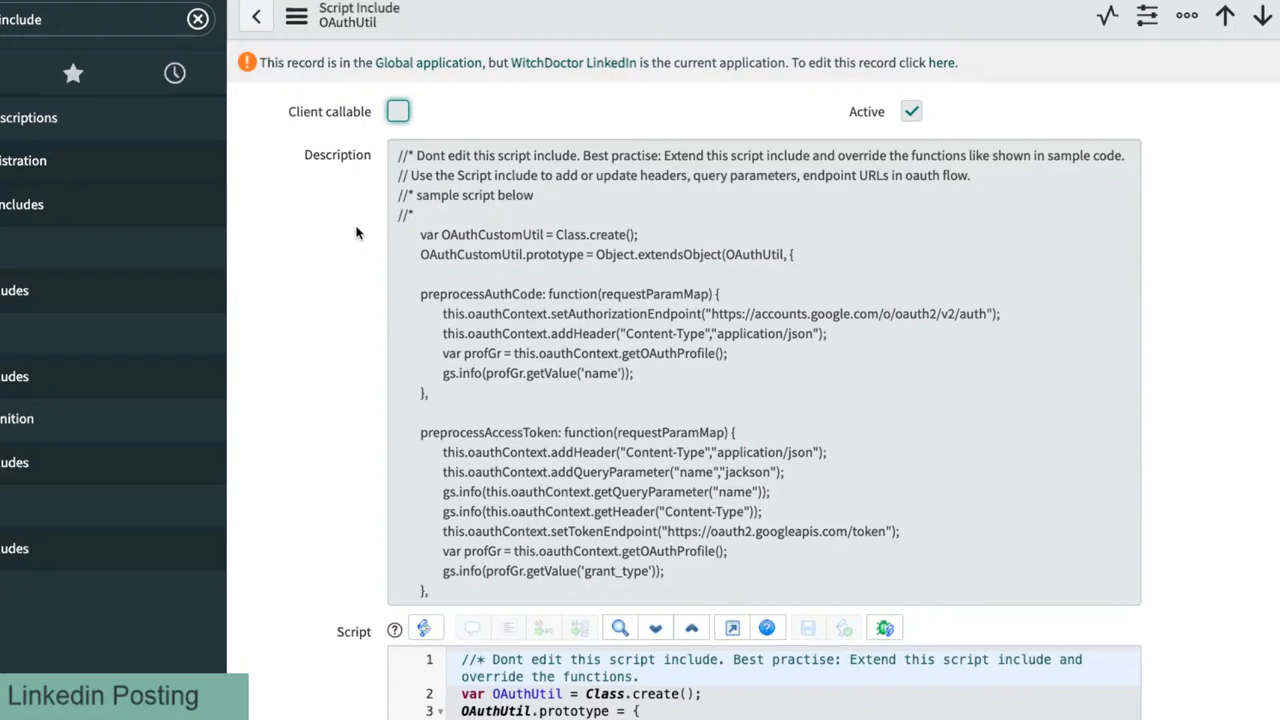 include
Script Include
OAuthUtil
This record is in the Global application, but WitchDoctor LinkedIn is the current application. To edit this record click here.
scriptions
istration
ncludes
udes
udes
nition
udes
udes
Client callable
Active
Description
//* Dont edit this script include. Best practise: Extend this script include and override the functions like shown in sample code.
// Use the Script include to add or update headers, query parameters, endpoint URLs in oauth flow.
//* sample script below
//*
var OAuthCustomUtil = Class.create();
OAuthCustomUtil.prototype = Object.extendsObject(OAuthUtil, {
preprocessAuthCode: function(requestParamMap) {
this.oauthContext.setAuthorizationEndpoint("https://accounts.google.com/o/oauth2/v2/auth");
this.oauthContext.addHeader("Content-Type","application/json");
var profGr = this.oauthContext.getOAuthProfile();
gs.info(profGr.getValue('name'));
},
preprocessAccessToken: function(requestParamMap) {
this.oauthContext.addHeader("Content-Type","application/json");
this.oauthContext.addQueryParameter("name","jackson");
gs.info(this.oauthContext.getQueryParameter("name"));
gs.info(this.oauthContext.getHeader("Content-Type"));
this.oauthContext.setTokenEndpoint("https://oauth2.googleapis.com/token");
var profGr = this.oauthContext.getOAuthProfile();
gs.info(profGr.getValue('grant_type'));
},
Script
1 //* Dont edit this script include. Best practise: Extend this script include and
override the functions.
2 var OAuthUtil = Class.create();
3 OAuthUtil.prototype = {
Linkedin Posting